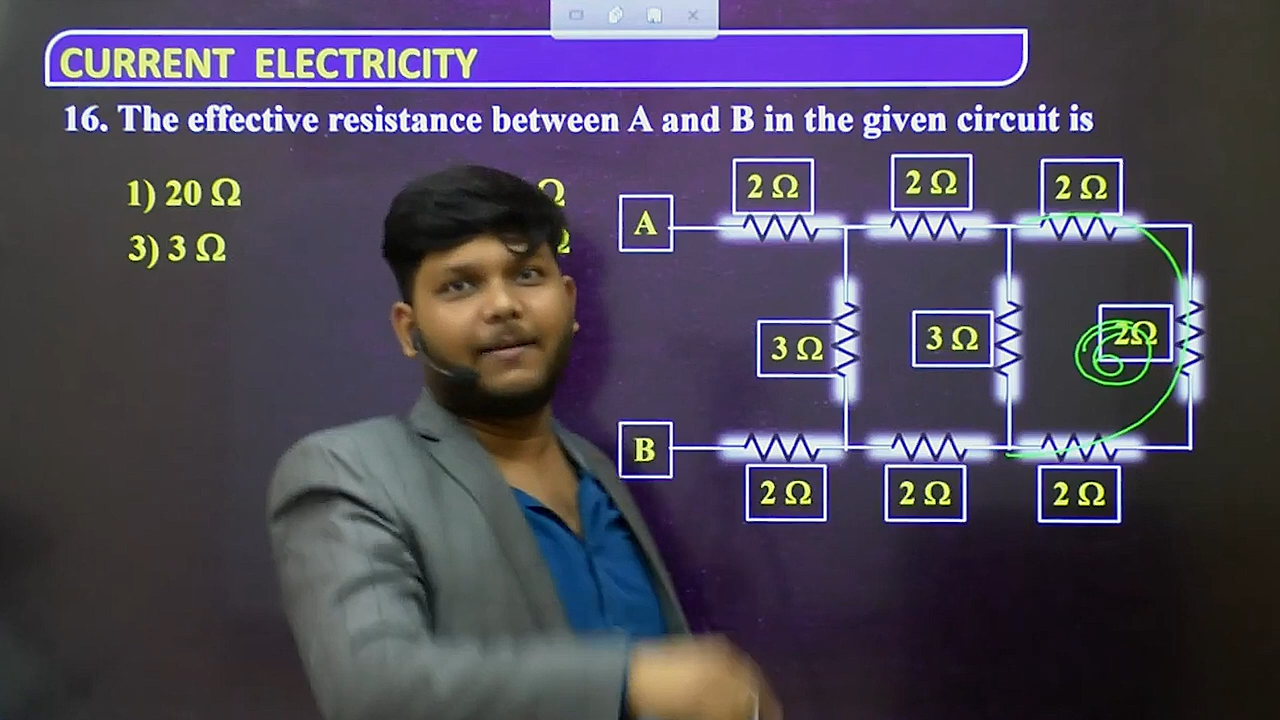 CURRENT ELECTRICITY
16. The effective resistance between A and B in the given circuit is
1) 20 Ω
Ω
3) 3 Ω
Ω
2 Ω
2 Ω
2 Ω
A
3 Ω
3 Ω
2Ω
6
B
2 Ω
2 Ω
2 Ω